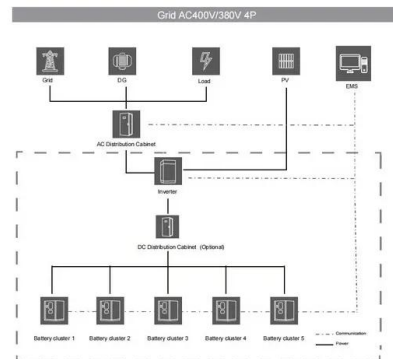 Grid AC400V/380V 4P
Grid
DG
Load
PV
EMS
AC Distribution Cabinet
Inverter
DC Distribution Cabinet (Optional)
Battery cluster 1
Battery cluster 2
Battery cluster 3
Battery cluster 4
Battery cluster 5
Communication
Power